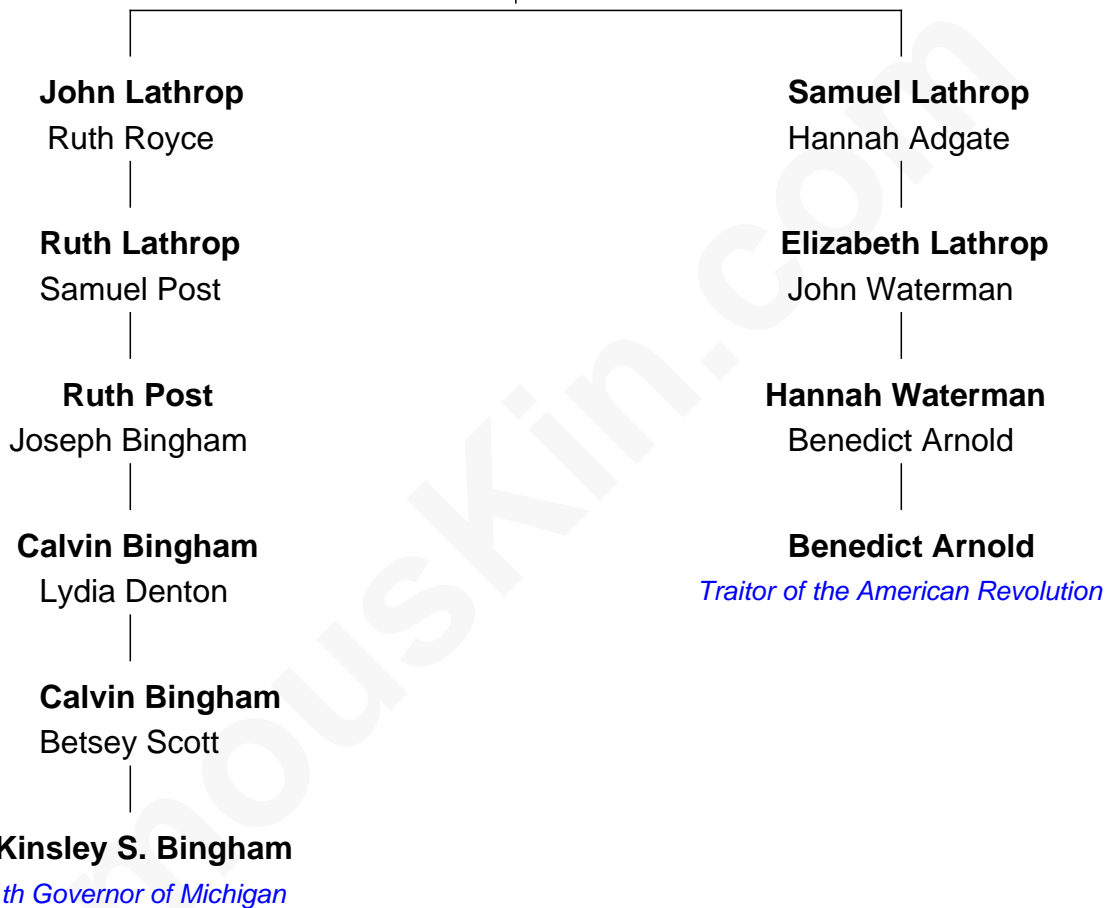 John Lathrop
Ruth Royce
Ruth Lathrop
Samuel Post
Ruth Post
Joseph Bingham
Calvin Bingham
Lydia Denton
Calvin Bingham
Betsey Scott
Kinsley S. Bingham
th Governor of Michigan
Samuel Lathrop
Hannah Adgate
Elizabeth Lathrop
John Waterman
Hannah Waterman
Benedict Arnold
Benedict Arnold
Traitor of the American Revolution
mouskin.com